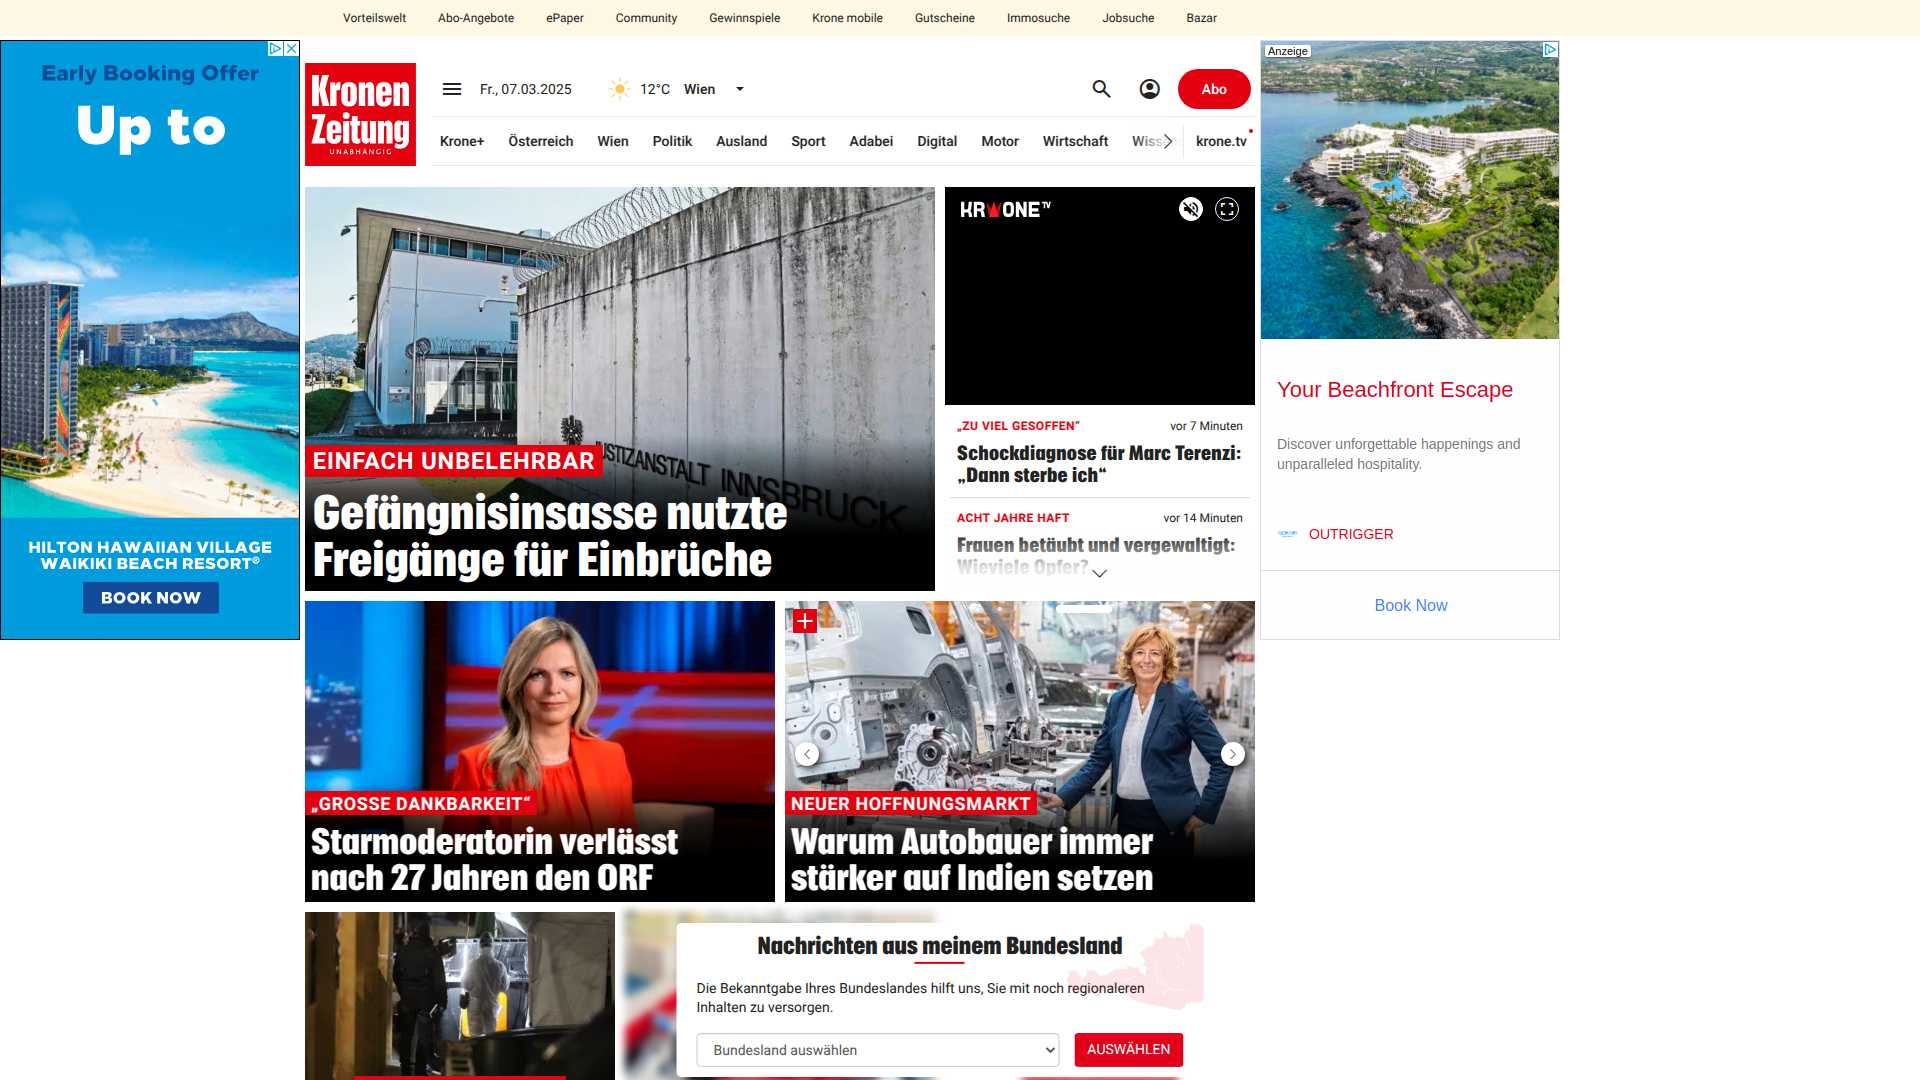 Vorteilswelt Abo-Angebote ePaper Community Gewinnspiele Krone mobile Gutscheine Immosuche Jobsuche Bazar
Early Booking Offer
Up to
HILTON HAWAIIAN VILLAGE
WAIKIKI BEACH RESORT®
BOOK NOW
Kronen
Zeitung
UNABHÄNGIG
Fr., 07.03.2025 12°C Wien
Abo
Krone+ Österreich Wien Politik Ausland Sport Adabei Digital Motor Wirtschaft krone.tv
JUSTIZANSTALT INNSBRUCK
EINFACH UNBELEHRBAR
Gefängnisinsasse nutzte
Freigänge für Einbrüche
KRONE TV
„ZU VIEL GESOFFEN“ vor 7 Minuten
Schockdiagnose für Marc Terenzi:
„Dann sterbe ich“
ACHT JAHRE HAFT vor 14 Minuten
Frauen betäubt und vergewaltigt:
Wieviele Opfer?
„GROSSE DANKBARKEIT“
Starmoderatorin verlässt
nach 27 Jahren den ORF
NEUER HOFFNUNGSMARKT
Warum Autobauer immer
stärker auf Indien setzen
Nachrichten aus meinem Bundesland
Die Bekanntgabe Ihres Bundeslandes hilft uns, Sie mit noch regionaleren
Inhalten zu versorgen.
Bundesland auswählen
AUSWÄHLEN
Anzeige
Your Beachfront Escape
Discover unforgettable happenings and
unparalleled hospitality.
OUTRIGGER
Book Now